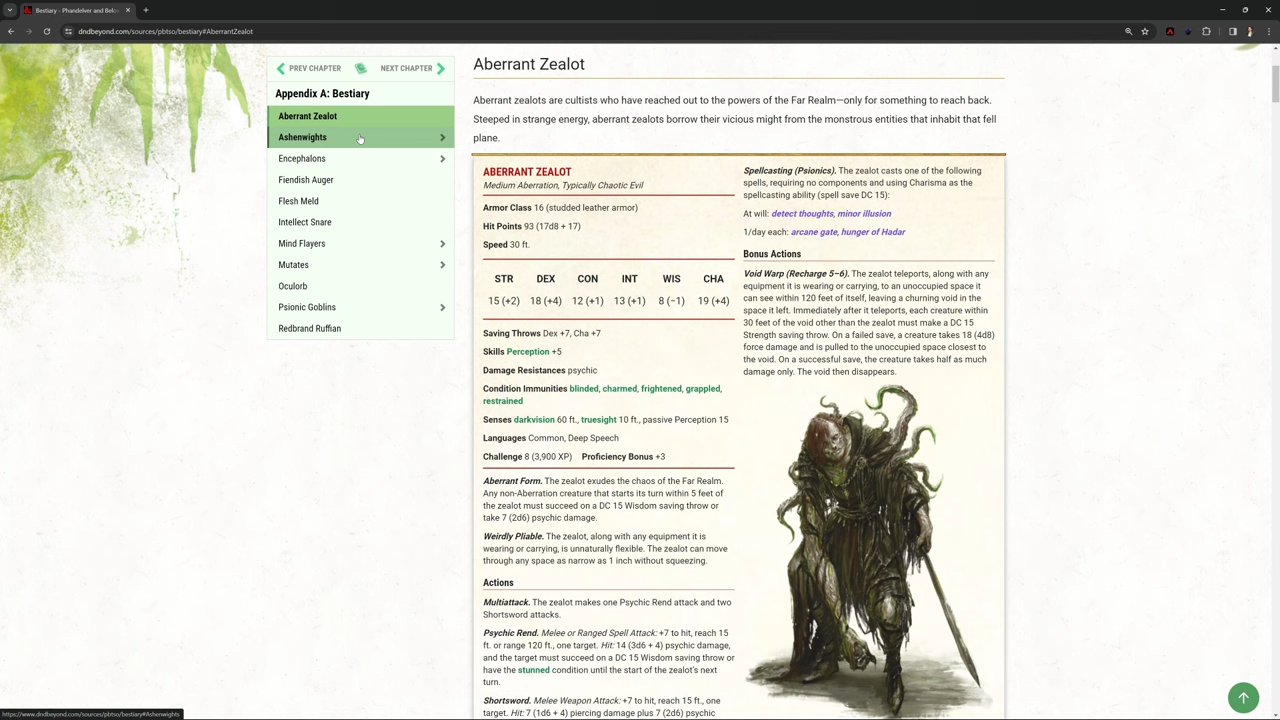 Bestiary - Phandelver and Belo
dndbeyond.com/sources/pbtso/bestiary#AberrantZealot
PREV CHAPTER
NEXT CHAPTER
Appendix A: Bestiary
Aberrant Zealot
Ashenwights
Encephalons
Fiendish Auger
Flesh Meld
Intellect Snare
Mind Flayers
Mutates
Oculorb
Psionic Goblins
Redbrand Ruffian
Aberrant Zealot
Aberrant zealots are cultists who have reached out to the powers of the Far Realm—only for something to reach back.
Steeped in strange energy, aberrant zealots borrow their vicious might from the monstrous entities that inhabit that fell
plane.
ABERRANT ZEALOT
Medium Aberration, Typically Chaotic Evil
Armor Class 16 (studded leather armor)
Hit Points 93 (17d8 + 17)
Speed 30 ft.
STR DEX CON INT WIS CHA
15 (+2) 18 (+4) 12 (+1) 13 (+1) 8 (−1) 19 (+4)
Saving Throws Dex +7, Cha +7
Skills Perception +5
Damage Resistances psychic
Condition Immunities blinded, charmed, frightened, grappled,
restrained
Senses darkvision 60 ft., truesight 10 ft., passive Perception 15
Languages Common, Deep Speech
Challenge 8 (3,900 XP) Proficiency Bonus +3
Aberrant Form. The zealot exudes the chaos of the Far Realm.
Any non-Aberration creature that starts its turn within 5 feet of
the zealot must succeed on a DC 15 Wisdom saving throw or
take 7 (2d6) psychic damage.
Weirdly Pliable. The zealot, along with any equipment it is
wearing or carrying, is unnaturally flexible. The zealot can move
through any space as narrow as 1 inch without squeezing.
Actions
Multiattack. The zealot makes one Psychic Rend attack and two
Shortsword attacks.
Psychic Rend. Melee or Ranged Spell Attack: +7 to hit, reach 15
ft. or range 120 ft., one target. Hit: 14 (3d6 + 4) psychic damage,
and the target must succeed on a DC 15 Wisdom saving throw or
have the stunned condition until the start of the zealot's next
turn.
Shortsword. Melee Weapon Attack: +7 to hit, reach 15 ft., one
target. Hit: 7 (1d6 + 4) piercing damage plus 7 (2d6) psychic
Spellcasting (Psionics). The zealot casts one of the following
spells, requiring no components and using Charisma as the
spellcasting ability (spell save DC 15):
At will: detect thoughts, minor illusion
1/day each: arcane gate, hunger of Hadar
Bonus Actions
Void Warp (Recharge 5–6). The zealot teleports, along with any
equipment it is wearing or carrying, to an unoccupied space it
can see within 120 feet of itself, leaving a churning void in the
space it left. Immediately after it teleports, each creature within
30 feet of the void other than the zealot must make a DC 15
Strength saving throw. On a failed save, a creature takes 18 (4d8)
force damage and is pulled to the unoccupied space closest to
the void. On a successful save, the creature takes half as much
damage only. The void then disappears.
https://www.dndbeyond.com/sources/pbtso/bestiary#Ashenwights